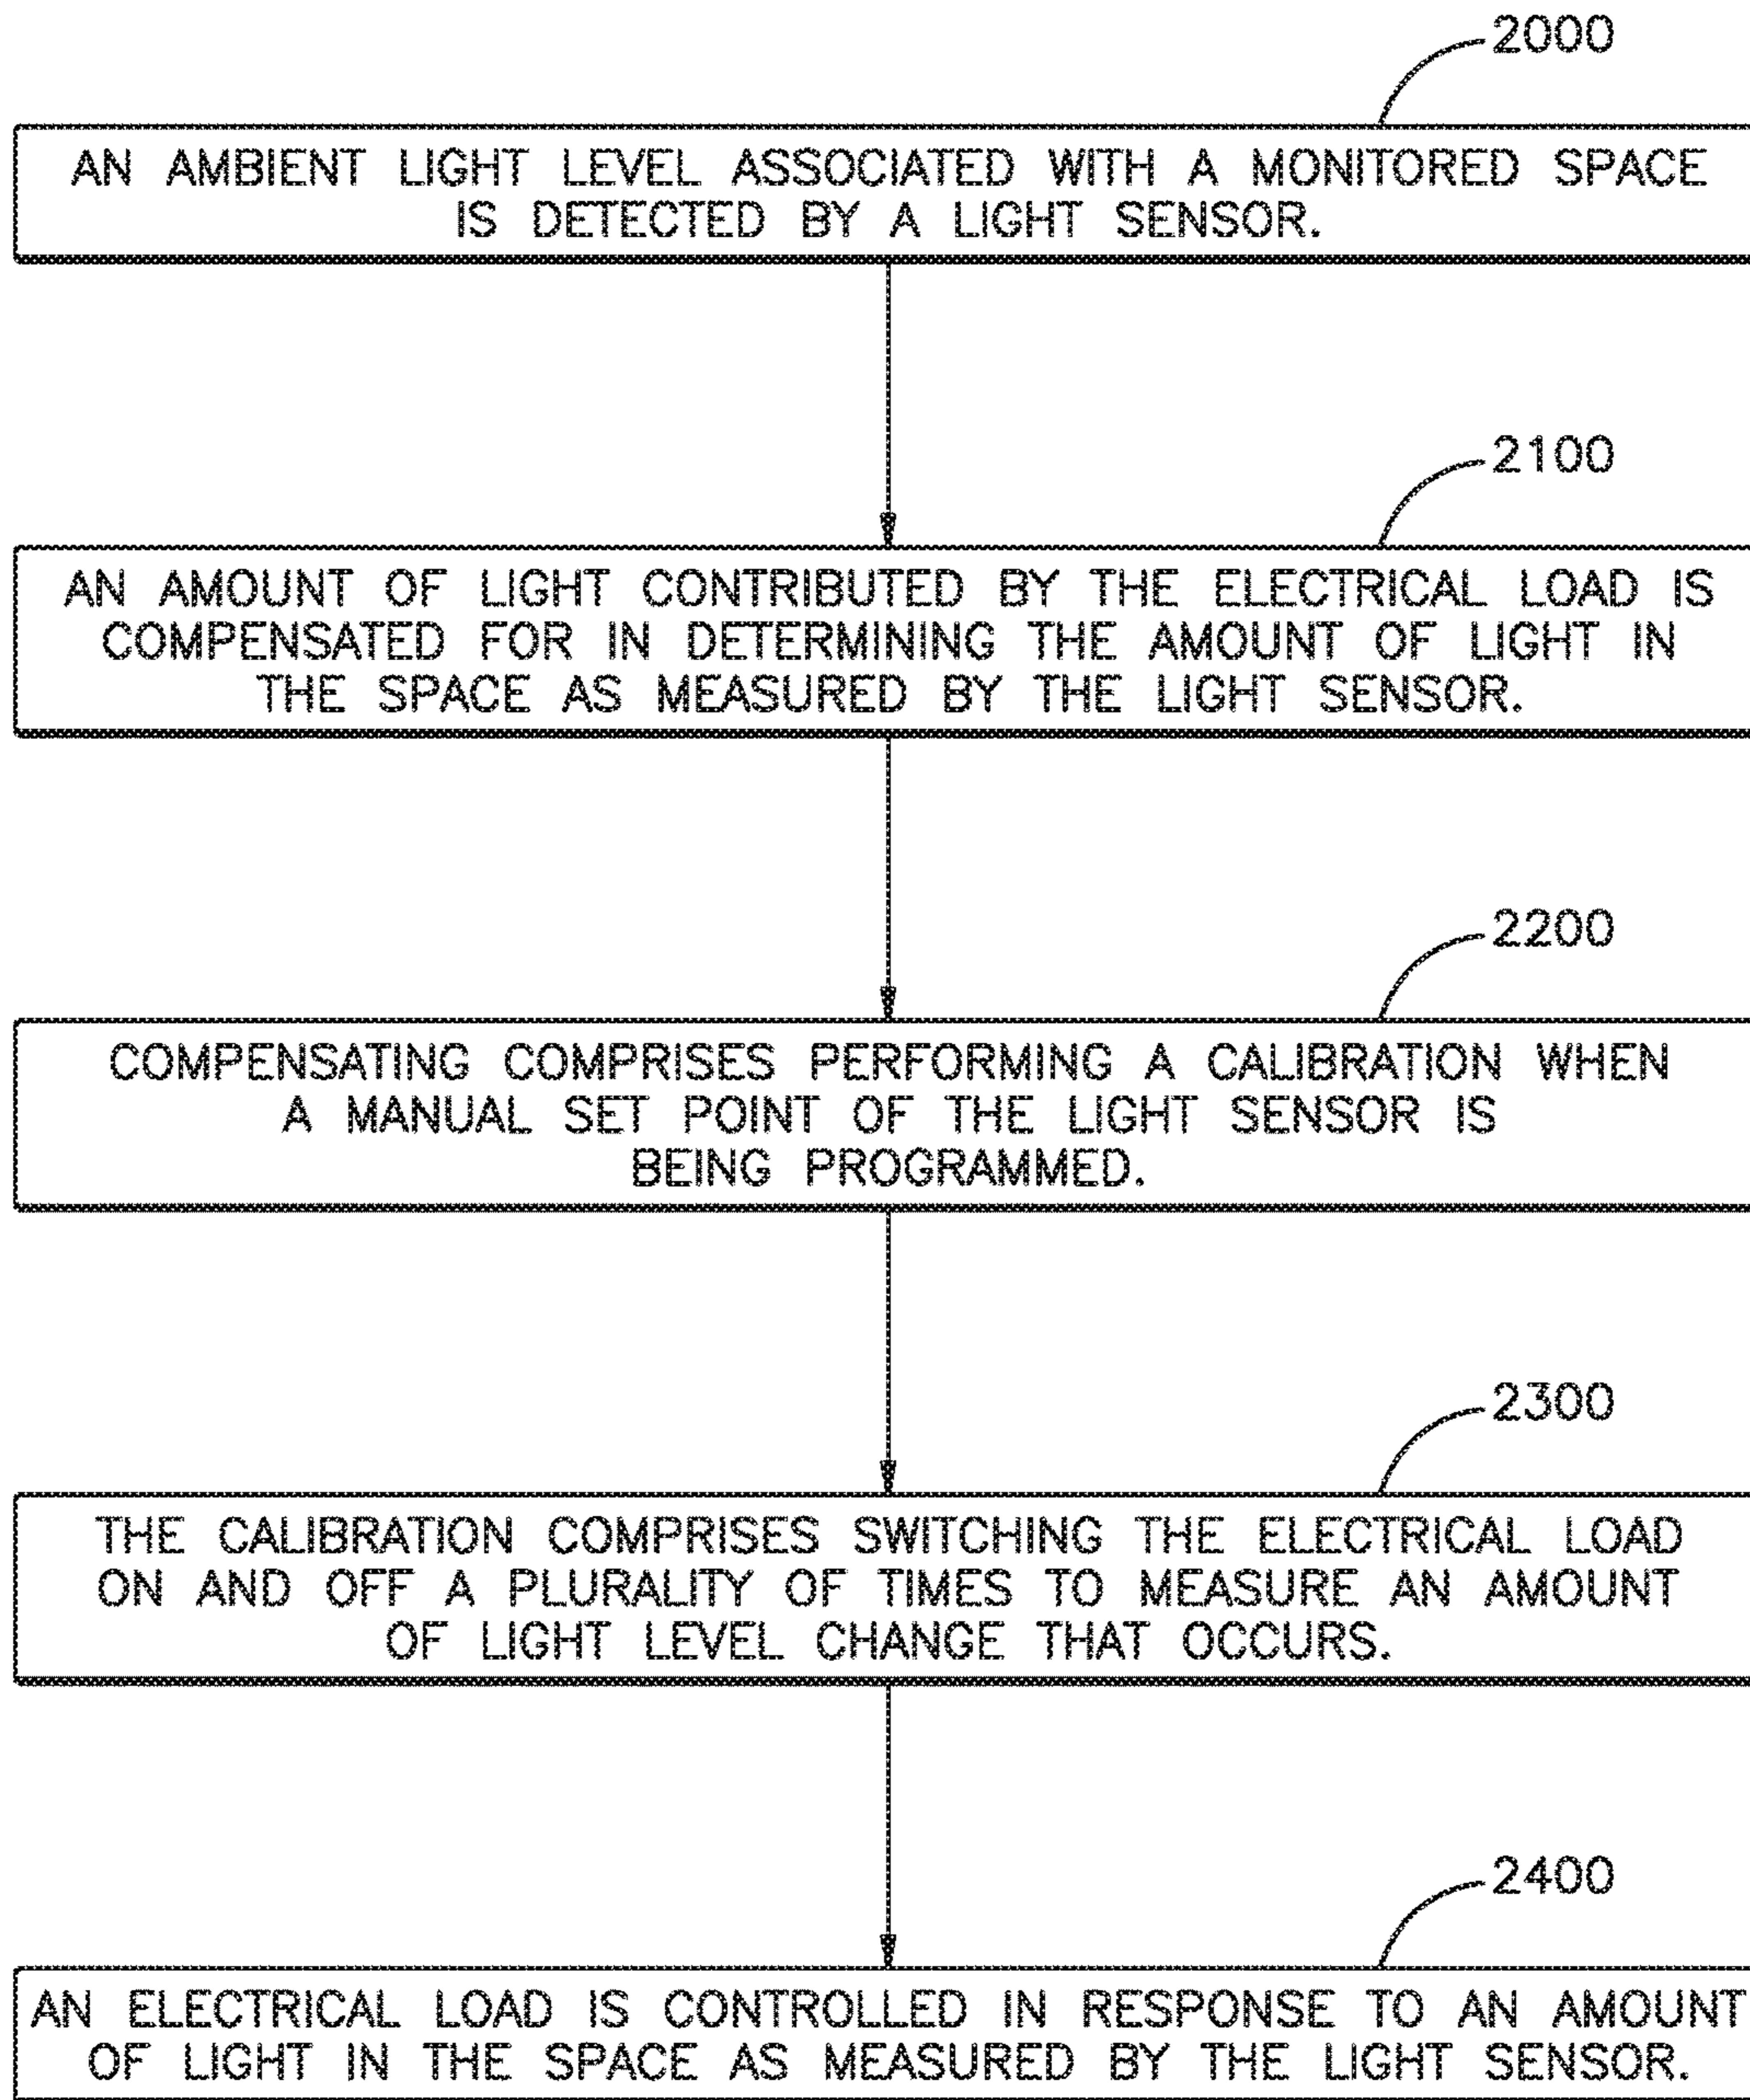 2000
AN AMBIENT LIGHT LEVEL ASSOCIATED WITH A MONITORED SPACE
IS DETECTED BY A LIGHT SENSOR.
2100
AN AMOUNT OF LIGHT CONTRIBUTED BY THE ELECTRICAL LOAD IS
COMPENSATED FOR IN DETERMINING THE AMOUNT OF LIGHT IN
THE SPACE AS MEASURED BY THE LIGHT SENSOR.
2200
COMPENSATING COMPRISES PERFORMING A CALIBRATION WHEN
A MANUAL SET POINT OF THE LIGHT SENSOR IS
BEING PROGRAMMED.
2300
THE CALIBRATION COMPRISES SWITCHING THE ELECTRICAL LOAD
ON AND OFF A PLURALITY OF TIMES TO MEASURE AN AMOUNT
OF LIGHT LEVEL CHANGE THAT OCCURS.
2400
AN ELECTRICAL LOAD IS CONTROLLED IN RESPONSE TO AN AMOUNT
OF LIGHT IN THE SPACE AS MEASURED BY THE LIGHT SENSOR.